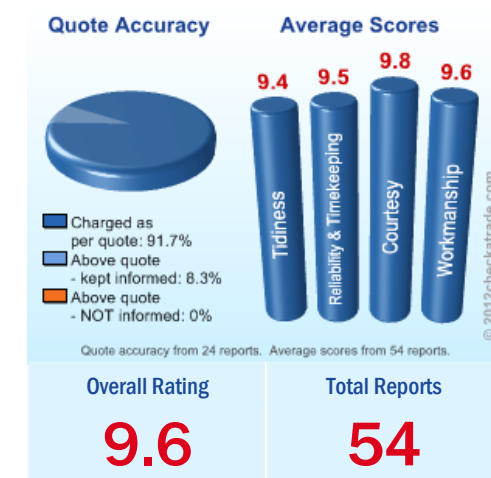 Quote Accuracy
Average Scores
9.4
9.5
9.8
9.6
Tidiness
Reliability & Timekeeping
Courtesy
Workmanship
Charged as
per quote: 91.7%
Above quote
- kept informed: 8.3%
Above quote
- NOT informed: 0%
© 2012checkatrade.com
Quote accuracy from 24 reports. Average scores from 54 reports.
Overall Rating
9.6
Total Reports
54